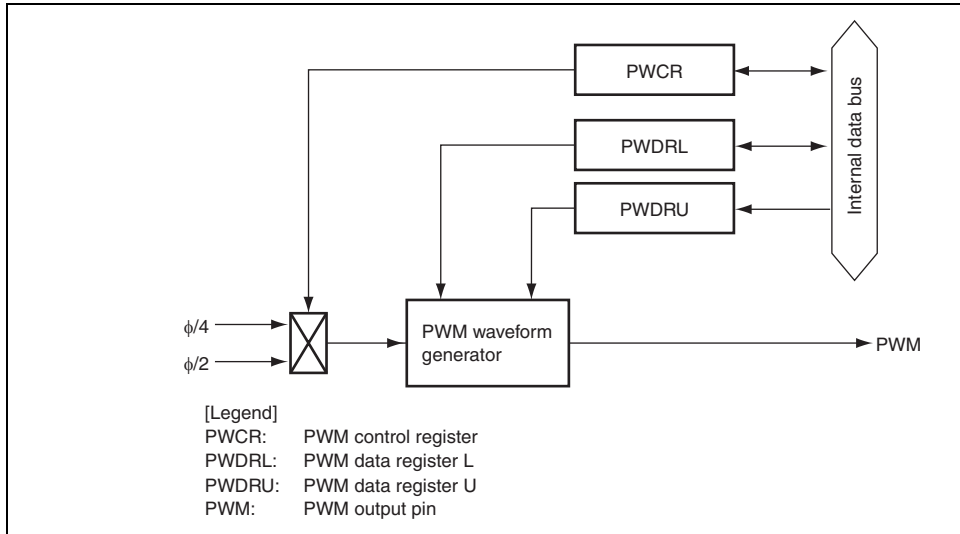 PWCR
PWDRL
PWDRU
Internal data bus
ϕ/4
ϕ/2
PWM waveform
generator
PWM
[Legend]
PWCR: PWM control register
PWDRL: PWM data register L
PWDRU: PWM data register U
PWM: PWM output pin